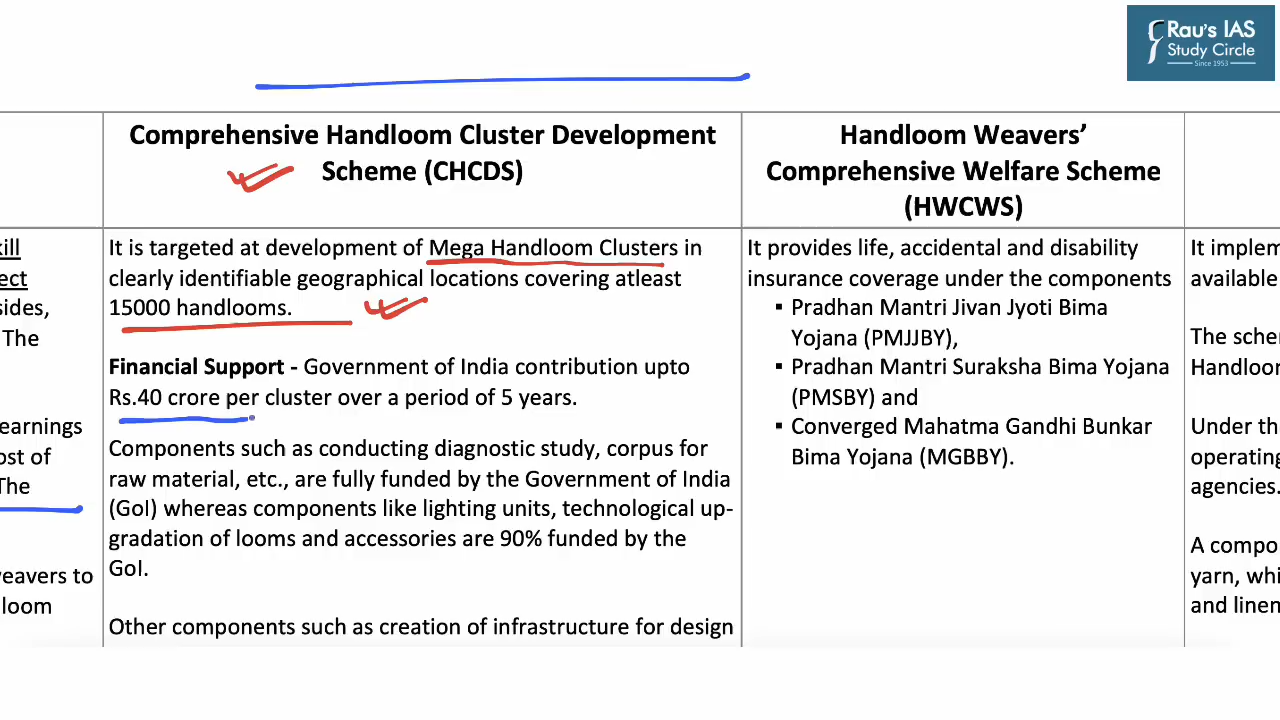 Rau's IAS
Study Circle
Since 1953
Comprehensive Handloom Cluster Development
Scheme (CHCDS)
Handloom Weavers'
Comprehensive Welfare Scheme
(HWCWS)
kill
ect
sides,
The
earnings
ost of
The
veavers to
loom
It is targeted at development of Mega Handloom Clusters in
clearly identifiable geographical locations covering atleast
15000 handlooms.
Financial Support - Government of India contribution upto
Rs.40 crore per cluster over a period of 5 years.
Components such as conducting diagnostic study, corpus for
raw material, etc., are fully funded by the Government of India
(GoI) whereas components like lighting units, technological up-
gradation of looms and accessories are 90% funded by the
GoI.
Other components such as creation of infrastructure for design
It provides life, accidental and disability
insurance coverage under the components
▪ Pradhan Mantri Jivan Jyoti Bima
Yojana (PMJJBY),
▪ Pradhan Mantri Suraksha Bima Yojana
(PMSBY) and
▪ Converged Mahatma Gandhi Bunkar
Bima Yojana (MGBBY).
It implem
available
The scher
Handloor
Under th
operating
agencies.
A compo
yarn, whi
and linen